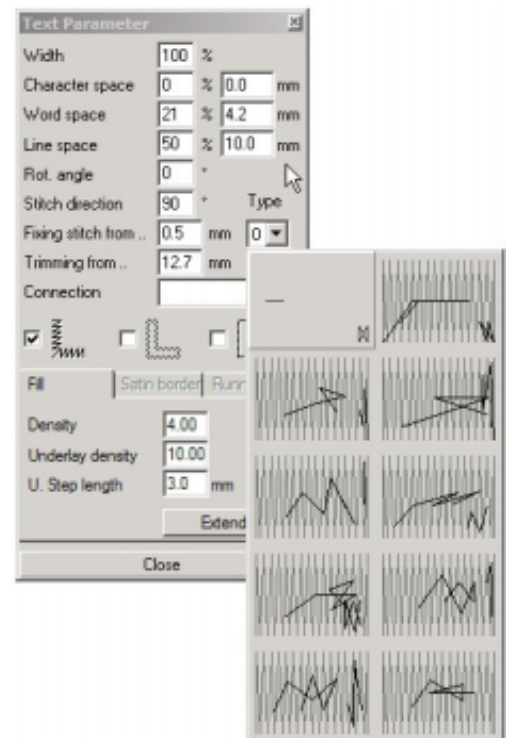 Text Parameter
Width 100 %
Character space 0 % 0.0 mm
Word space 21 % 4.2 mm
Line space 50 % 10.0 mm
Rot. angle 0 °
Stitch direction 90 ° Type
Fixing stitch from .. 0.5 mm 0
Trimming from .. 12.7 mm
Connection
Fill Satin border Runn
Density 4.00
Underlay density 10.00
U. Step length 3.0 mm
Extend
Close